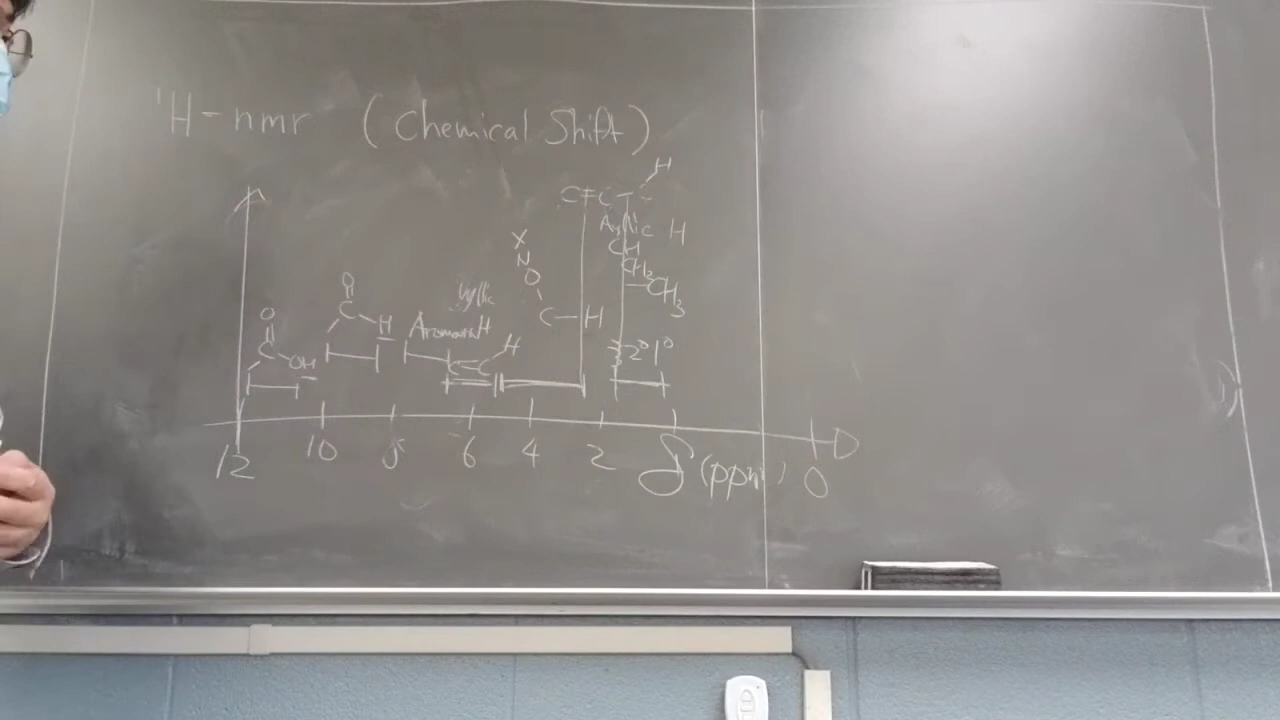 ¹H-nmr (Chemical Shift)
C=C-C H
Allylic H
X
N
O
C-H
CH
CH₂
-CH₃
O
C H
O
C OH
Vinyllic
Aromatic H
C=C H
3° 2° 1°
12 10 8 6 4 2 0
δ (ppm)